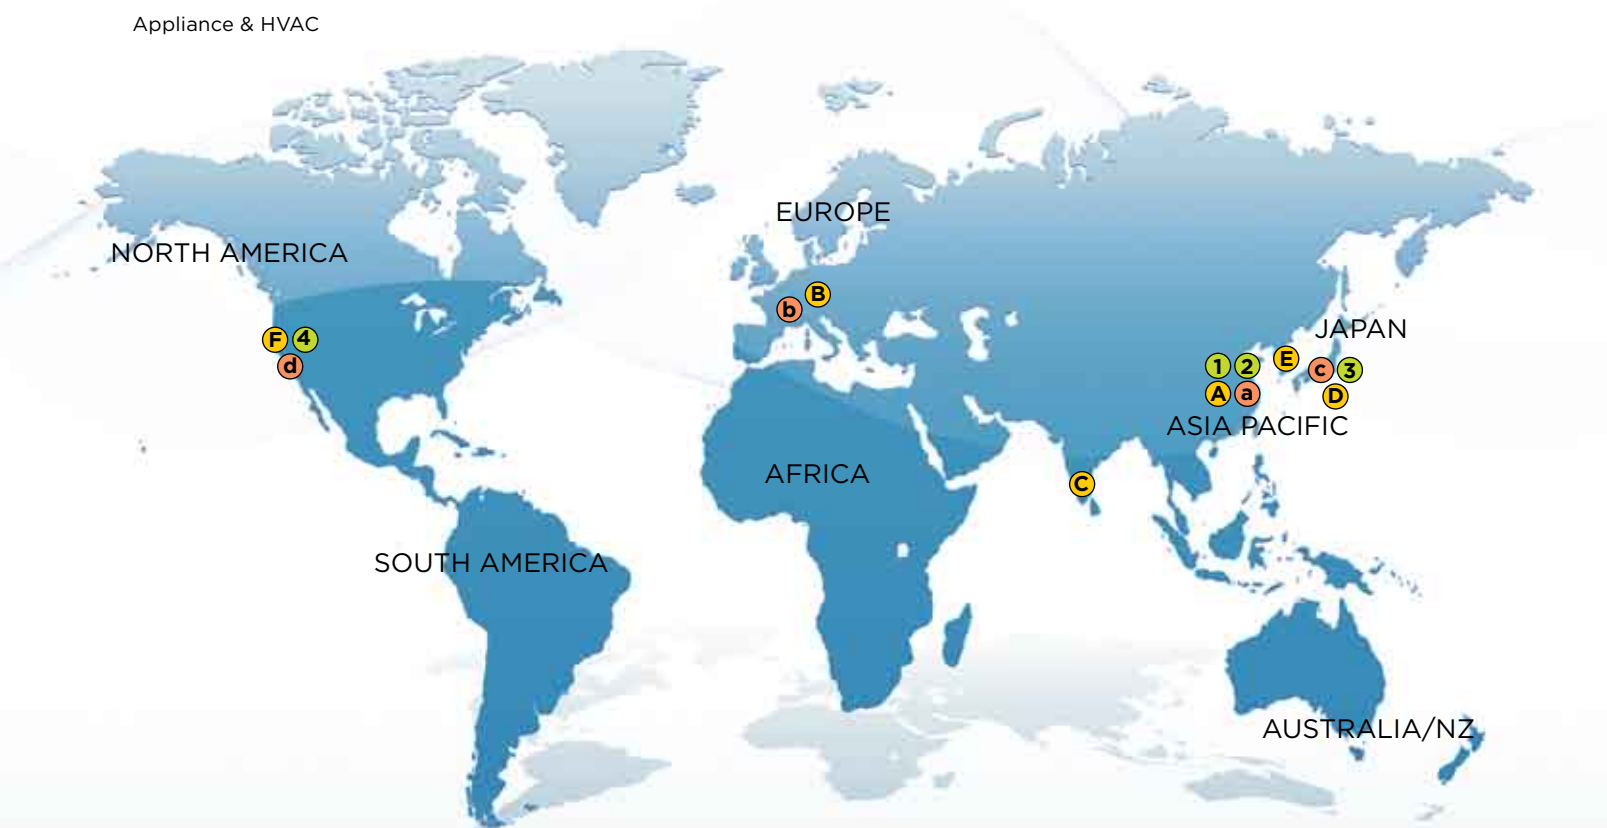 Appliance & HVAC
EUROPE
NORTH AMERICA
B
b
JAPAN
F 4
d
E
1 2
c 3
A a
D
ASIA PACIFIC
AFRICA
C
SOUTH AMERICA
AUSTRALIA/NZ